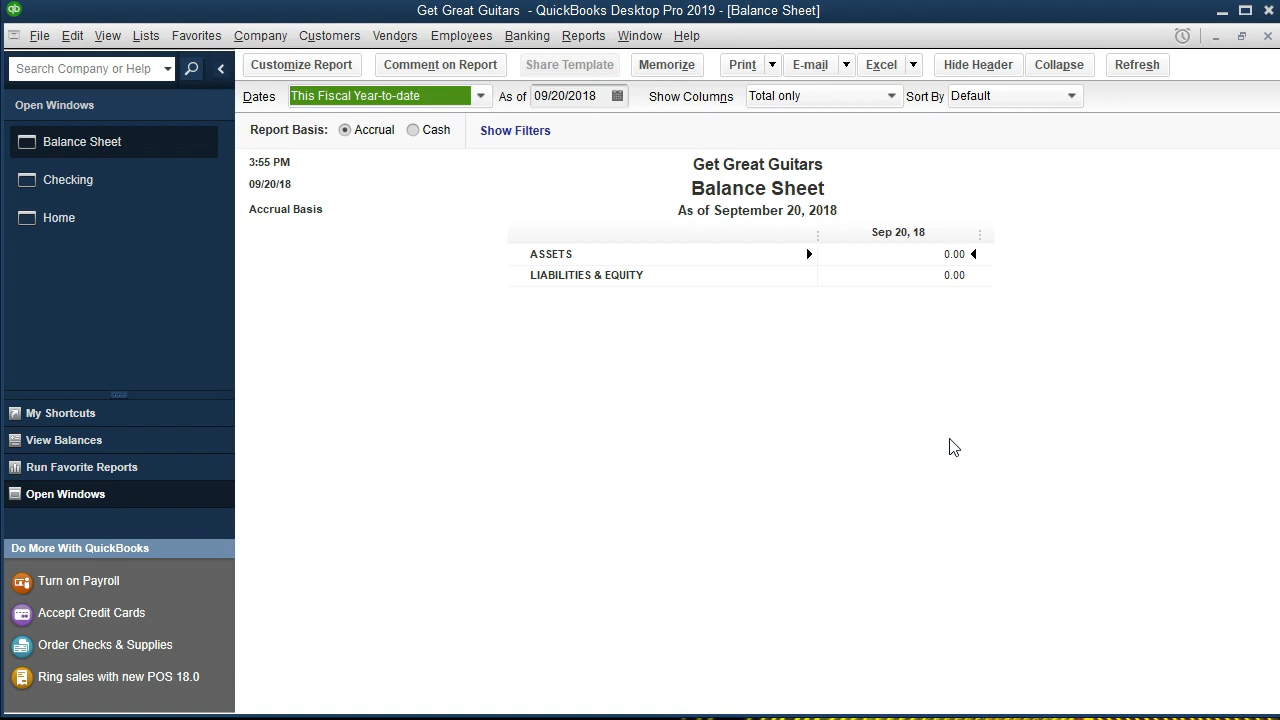 qb
Get Great Guitars - QuickBooks Desktop Pro 2019 - [Balance Sheet]
File Edit View Lists Favorites Company Customers Vendors Employees Banking Reports Window Help
Search Company or Help
Customize Report Comment on Report Share Template Memorize Print E-mail Excel Hide Header Collapse Refresh
Open Windows
Dates This Fiscal Year-to-date As of 09/20/2018 Show Columns Total only Sort By Default
Report Basis: Accrual Cash Show Filters
Balance Sheet
Checking
Home
3:55 PM
09/20/18
Accrual Basis
Get Great Guitars
Balance Sheet
As of September 20, 2018
Sep 20, 18
ASSETS 0.00
LIABILITIES & EQUITY 0.00
My Shortcuts
View Balances
Run Favorite Reports
Open Windows
Do More With QuickBooks
Turn on Payroll
Accept Credit Cards
Order Checks & Supplies
Ring sales with new POS 18.0